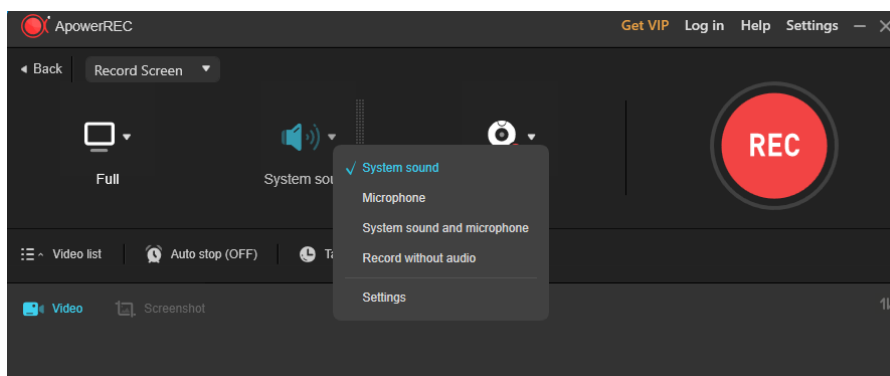 ApowerREC
Get VIP Log in Help Settings
Back Record Screen
Full
System sou
REC
System sound
Microphone
System sound and microphone
Record without audio
Settings
Video list Auto stop (OFF) Ta
Video Screenshot